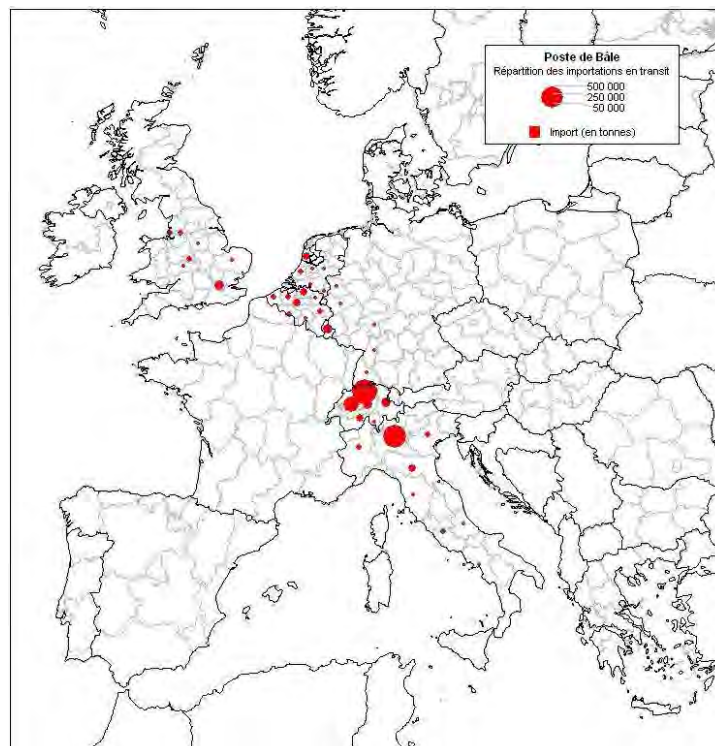 Poste de Bâle
Répartition des importations en transit
500 000
250 000
50 000
Import (en tonnes)